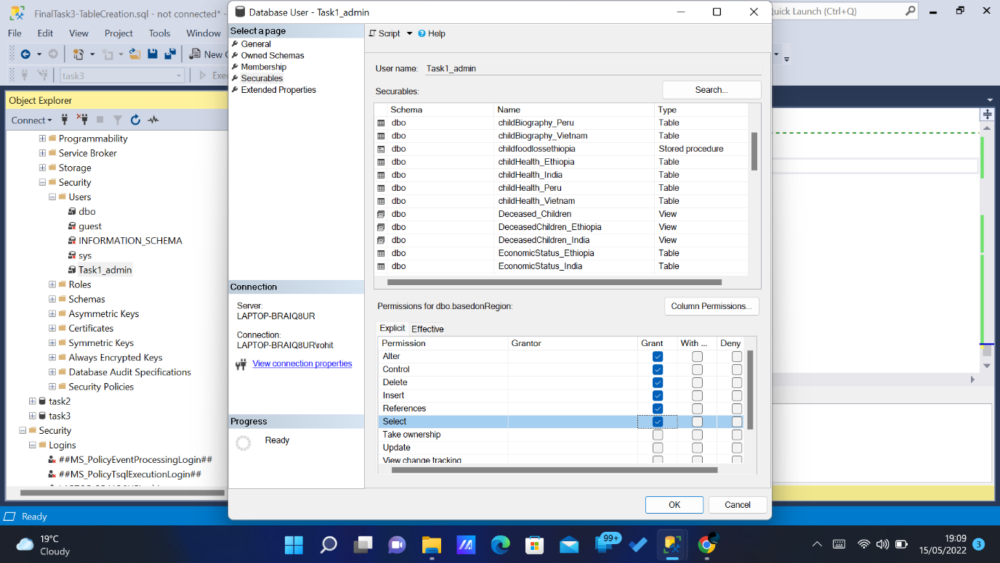 FinalTask3-TableCreation.sql - not connected* -
Quick Launch (Ctrl+Q)
File Edit View Project Tools Window
New
task3
Exe
Object Explorer
Connect
Programmability
Service Broker
Storage
Security
Users
dbo
guest
INFORMATION_SCHEMA
sys
Task1_admin
Roles
Schemas
Asymmetric Keys
Certificates
Symmetric Keys
Always Encrypted Keys
Database Audit Specifications
Security Policies
task2
task3
Security
Logins
##MS_PolicyEventProcessingLogin##
##MS_PolicyTsqlExecutionLogin##
Database User - Task1_admin
Select a page
General
Owned Schemas
Membership
Securables
Extended Properties
Connection
Server:
LAPTOP-BRAIQ8UR
Connection:
LAPTOP-BRAIQ8UR\rohit
View connection properties
Progress
Ready
Script Help
User name: Task1_admin
Securables:
Search...
Schema Name Type
dbo childBiography_Peru Table
dbo childBiography_Vietnam Table
dbo childfoodlossethiopia Stored procedure
dbo childHealth_Ethiopia Table
dbo childHealth_India Table
dbo childHealth_Peru Table
dbo childHealth_Vietnam Table
dbo Deceased_Children View
dbo DeceasedChildren_Ethiopia View
dbo DeceasedChildren_India View
dbo EconomicStatus_Ethiopia Table
dbo EconomicStatus_India Table
Permissions for dbo.basedonRegion:
Column Permissions...
Explicit Effective
Permission Grantor Grant With ... Deny
Alter
Control
Delete
Insert
References
Select
Take ownership
Update
View change tracking
OK Cancel
Ready
19°C
Cloudy
99+
19:09
15/05/2022
3